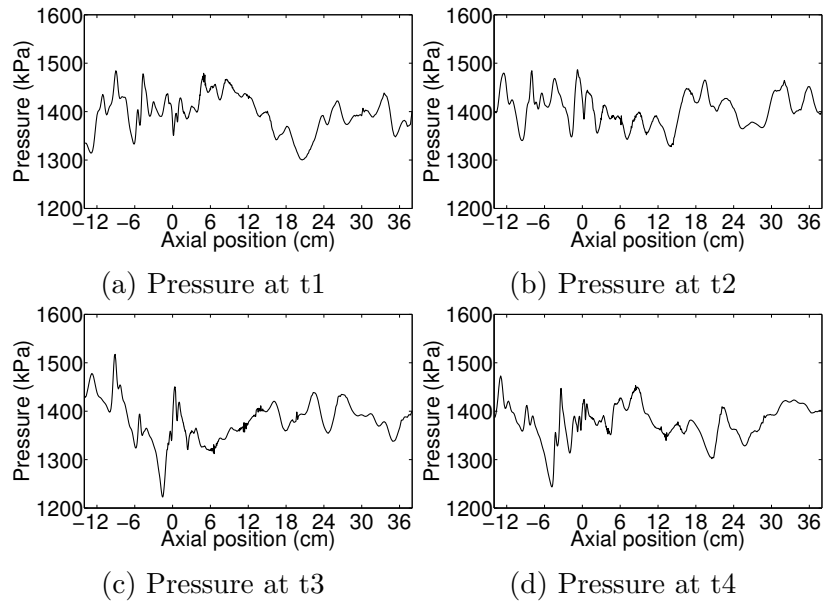 1600
1500
1400
1300
1200
Pressure (kPa)
−12 −6 0 6 12 18 24 30 36
Axial position (cm)
(a) Pressure at t1
1600
1500
1400
1300
1200
Pressure (kPa)
−12 −6 0 6 12 18 24 30 36
Axial position (cm)
(b) Pressure at t2
1600
1500
1400
1300
1200
Pressure (kPa)
−12 −6 0 6 12 18 24 30 36
Axial position (cm)
(c) Pressure at t3
1600
1500
1400
1300
1200
Pressure (kPa)
−12 −6 0 6 12 18 24 30 36
Axial position (cm)
(d) Pressure at t4